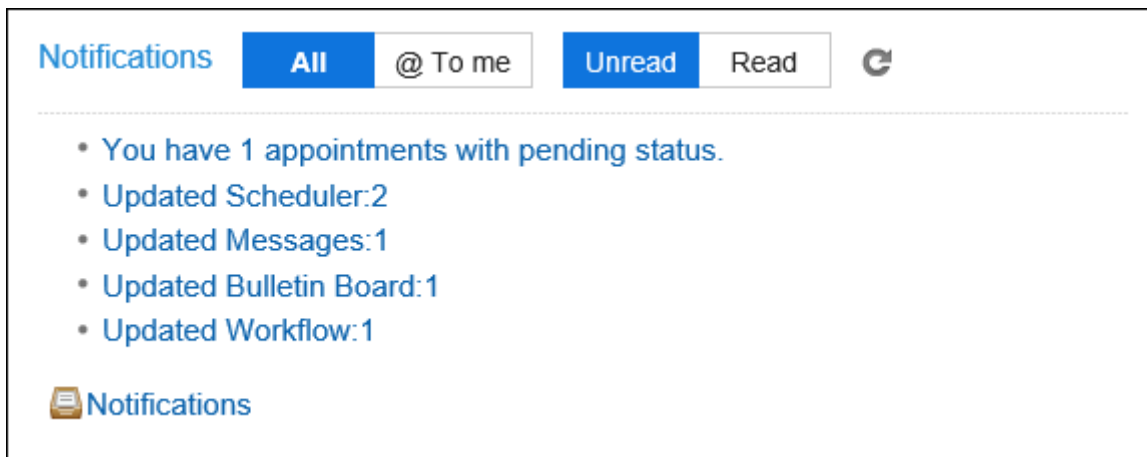 Notifications All @ To me Unread Read
You have 1 appointments with pending status.
Updated Scheduler:2
Updated Messages:1
Updated Bulletin Board:1
Updated Workflow:1
Notifications